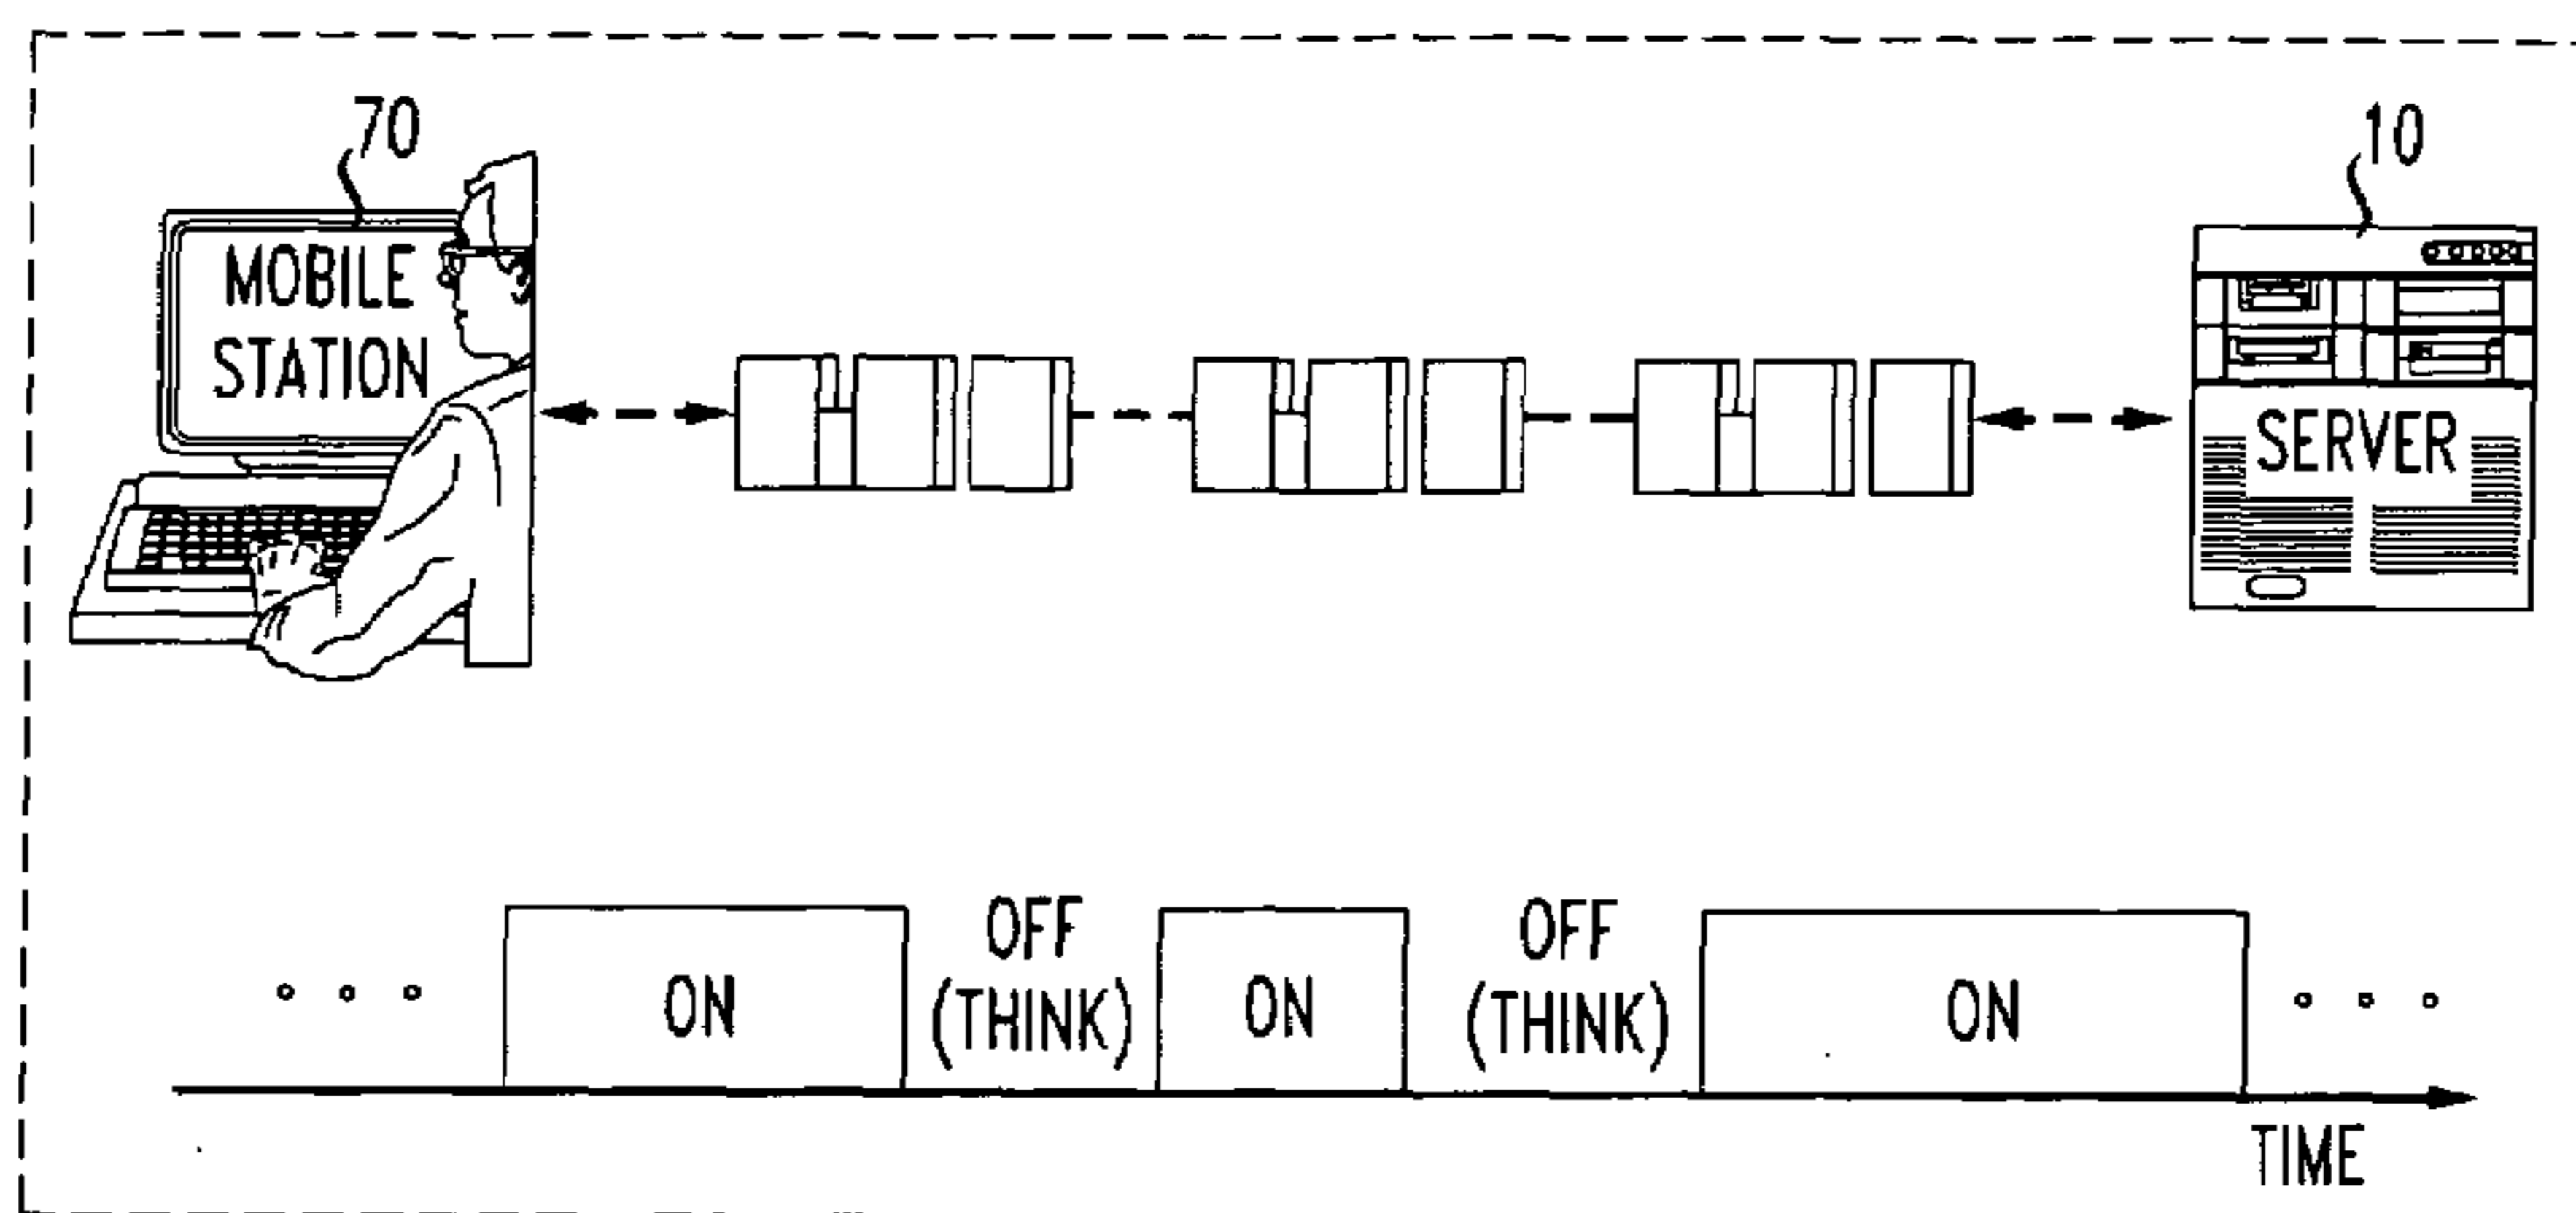 70
10
MOBILE
STATION
SERVER
OFF
(THINK)
OFF
(THINK)
ON
ON
ON
TIME